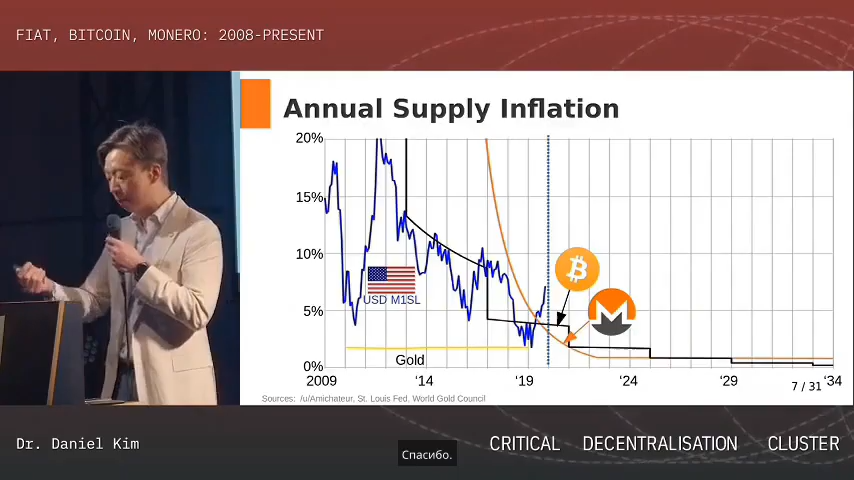 FIAT, BITCOIN, MONERO: 2008-PRESENT
Annual Supply Inflation
20%
15%
10%
5%
0%
USD M1SL
Gold
2009
'14
'19
'24
'29
'34
7 / 31
Sources: /u/Amichateur, St. Louis Fed, World Gold Council
Dr. Daniel Kim
Спасибо.
CRITICAL DECENTRALISATION CLUSTER